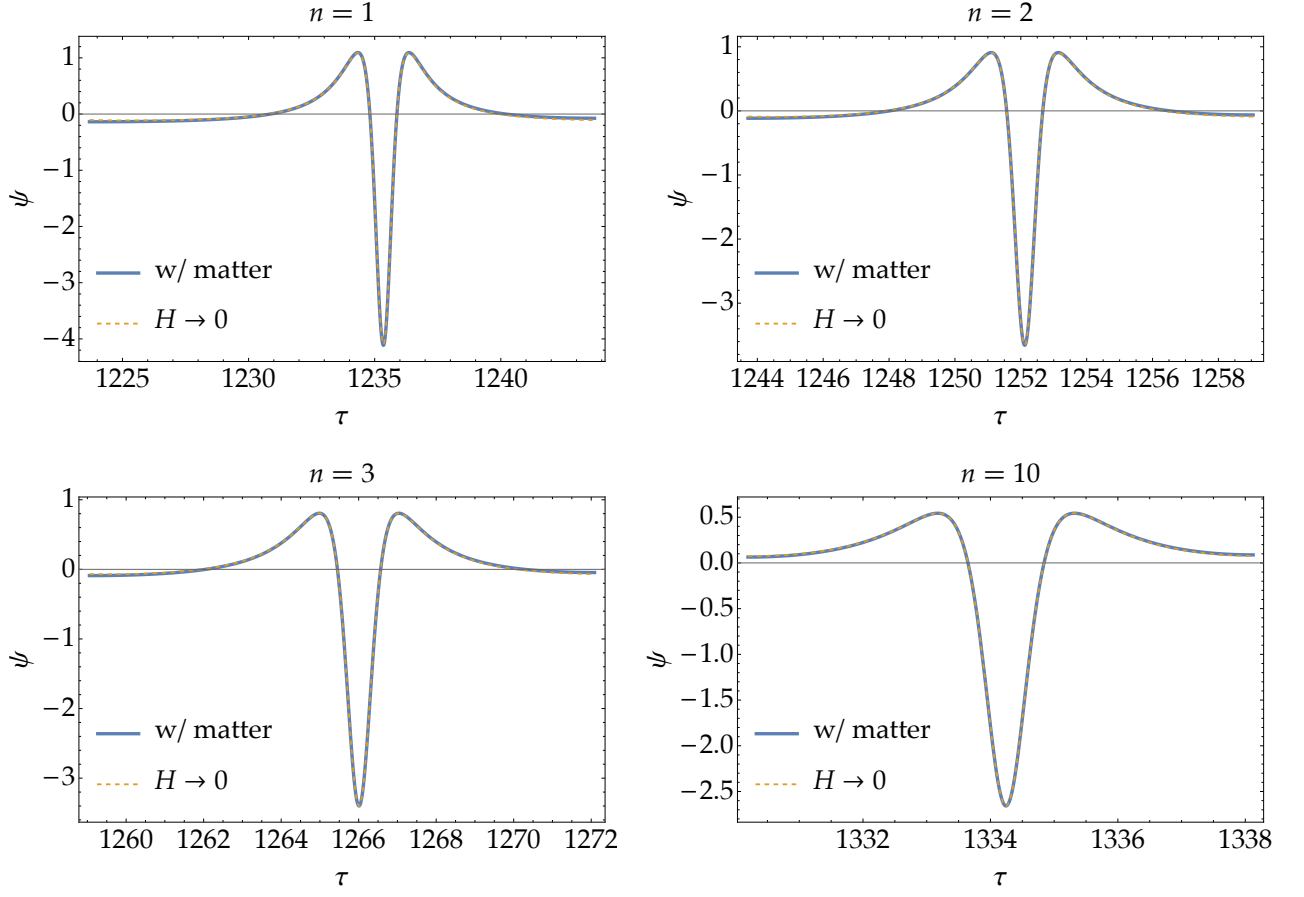 n = 1
1
0
−1
−2
−3
−4
ψ
w/ matter
H → 0
1225 1230 1235 1240
τ
n = 2
1
0
−1
−2
−3
ψ
w/ matter
H → 0
1244 1246 1248 1250 1252 1254 1256 1258
τ
n = 3
1
0
−1
−2
−3
ψ
w/ matter
H → 0
1260 1262 1264 1266 1268 1270 1272
τ
n = 10
0.5
0.0
−0.5
−1.0
−1.5
−2.0
−2.5
ψ
w/ matter
H → 0
1332 1334 1336 1338
τ